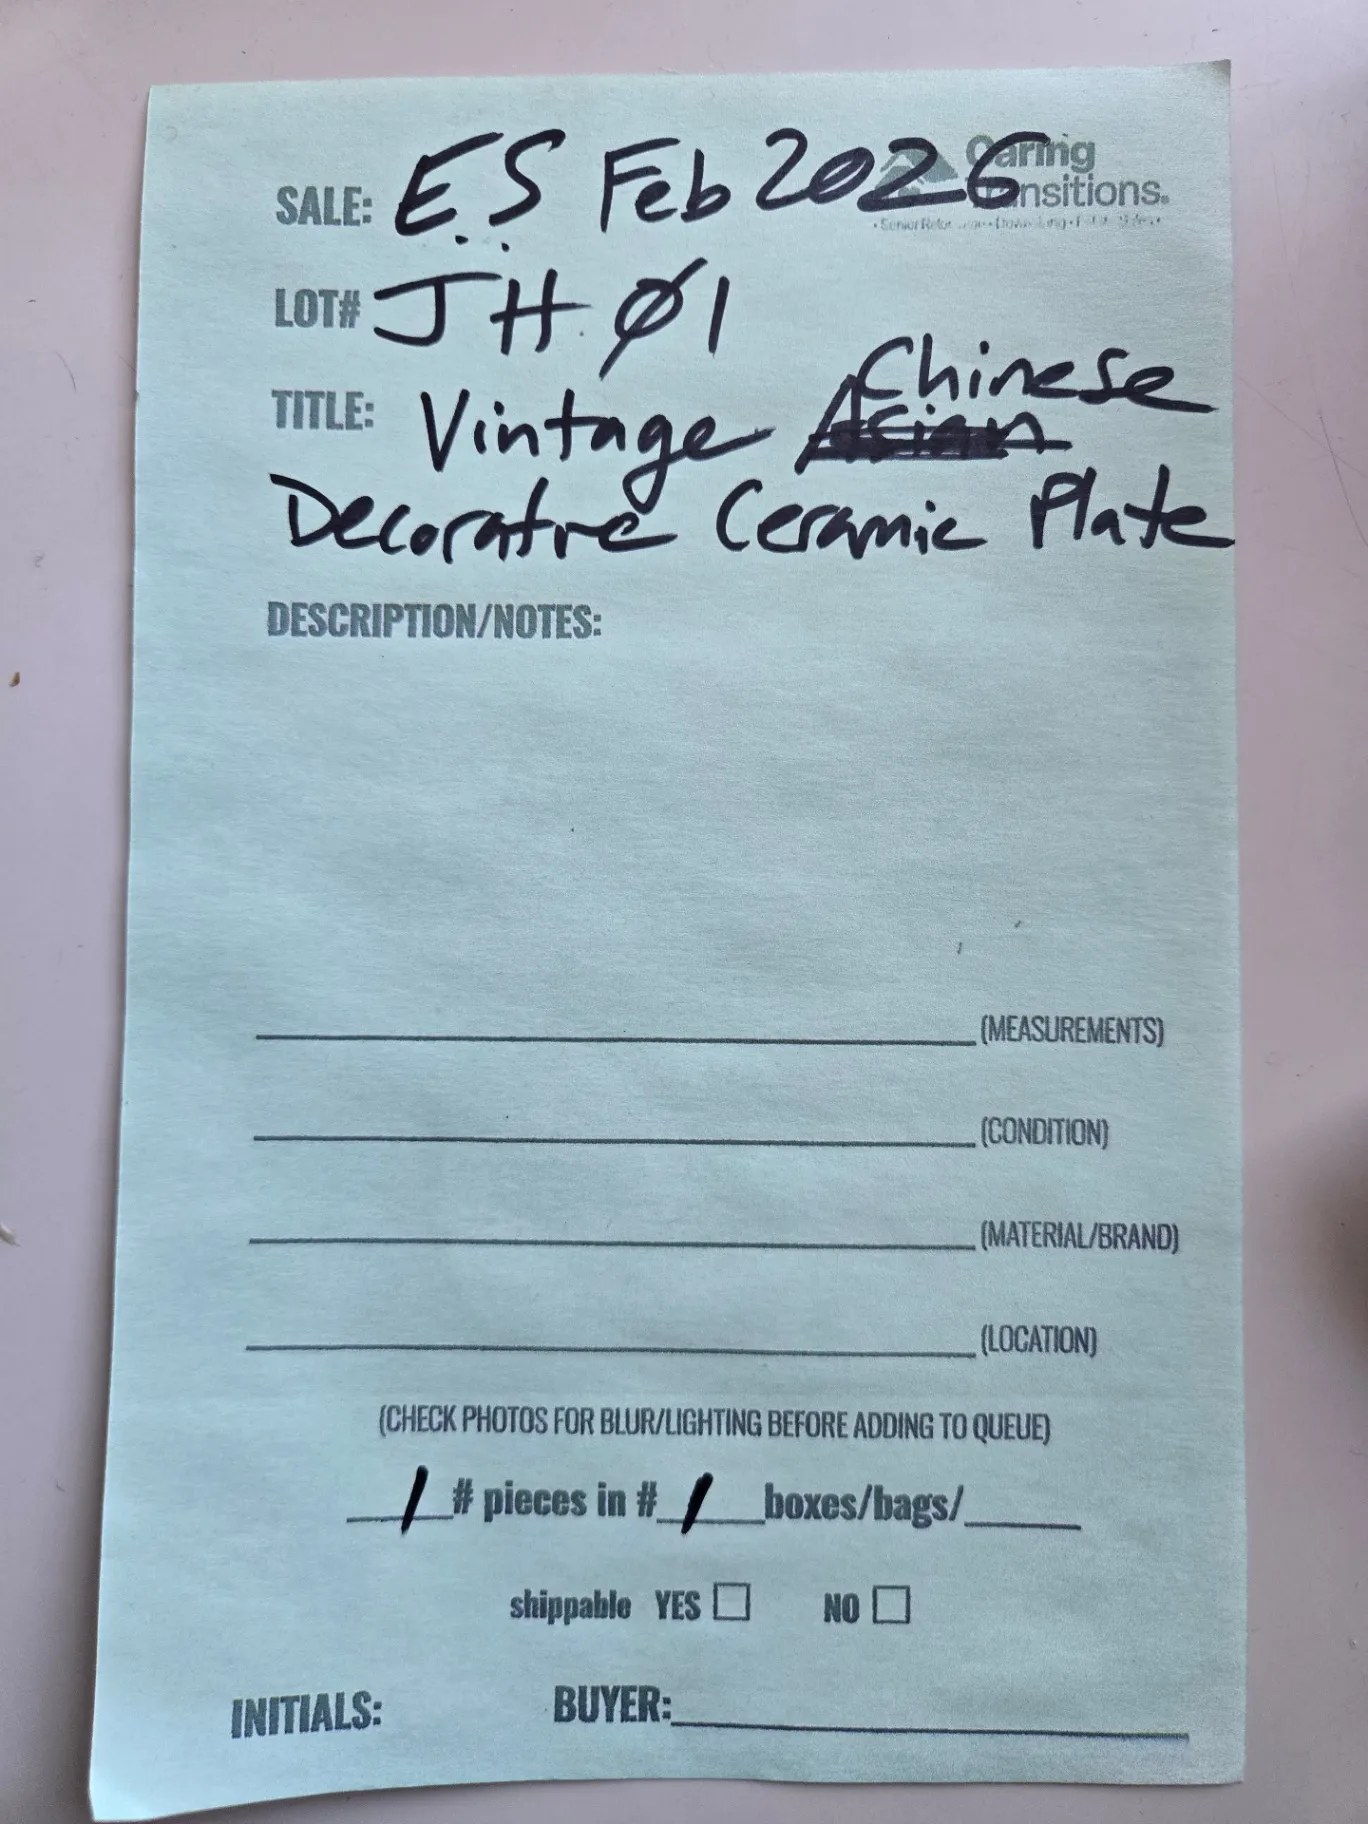 Caring
Transitions.
SALE: E.S Feb 2026
LOT# JH Ø1
TITLE: Vintage Chinese
Decorative Ceramic Plate
DESCRIPTION/NOTES:
(MEASUREMENTS)
(CONDITION)
(MATERIAL/BRAND)
(LOCATION)
(CHECK PHOTOS FOR BLUR/LIGHTING BEFORE ADDING TO QUEUE)
1 # pieces in # 1 boxes/bags/
shippable YES NO
INITIALS: BUYER: